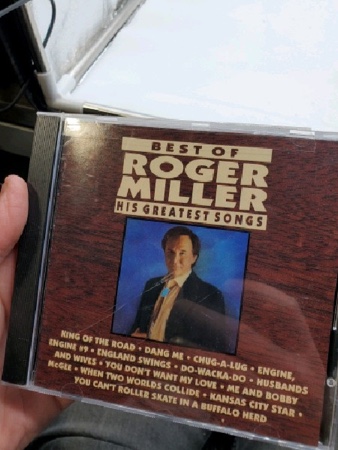 BEST OF
ROGER
MILLER
HIS GREATEST SONGS
KING OF THE ROAD · DANG ME · CHUG-A-LUG · ENGINE,
ENGINE #9 · ENGLAND SWINGS · DO-WACKA-DO · HUSBANDS
AND WIVES · YOU DON'T WANT MY LOVE · ME AND BOBBY
McGEE · WHEN TWO WORLDS COLLIDE · KANSAS CITY STAR ·
YOU CAN'T ROLLER SKATE IN A BUFFALO HERD